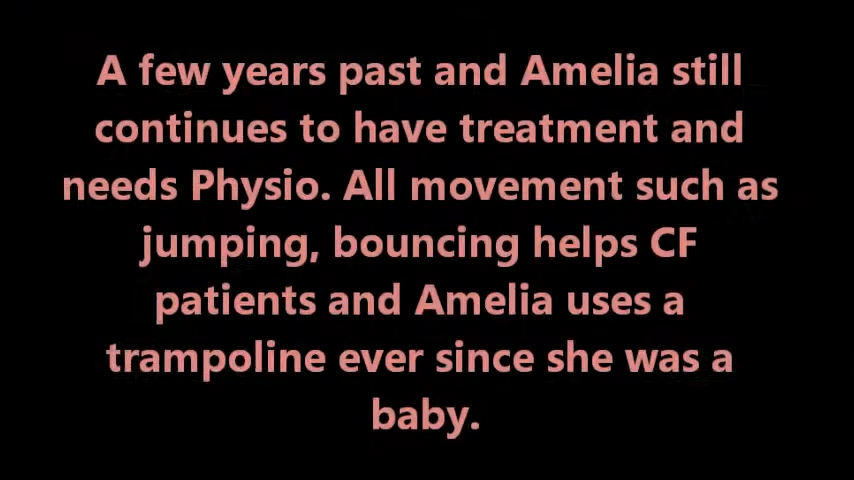 A few years past and Amelia still
continues to have treatment and
needs Physio. All movement such as
jumping, bouncing helps CF
patients and Amelia uses a
trampoline ever since she was a
baby.